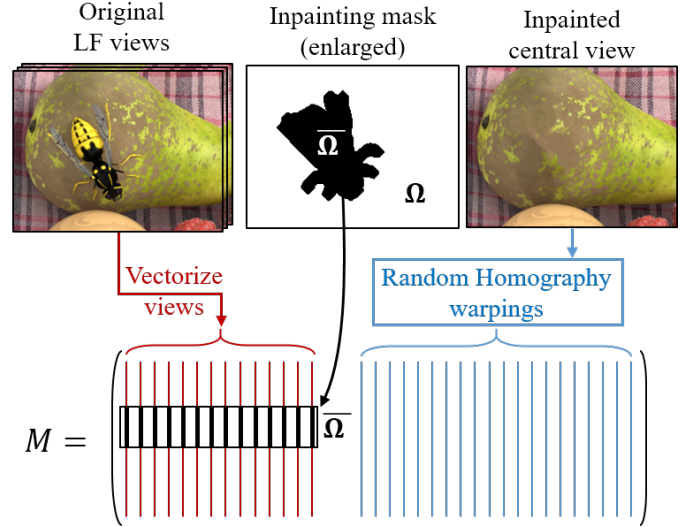 Original
LF views
Inpainting mask
(enlarged)
Inpainted
central view
Ω̅
Ω
Vectorize
views
Random Homography
warpings
M =
Ω̅